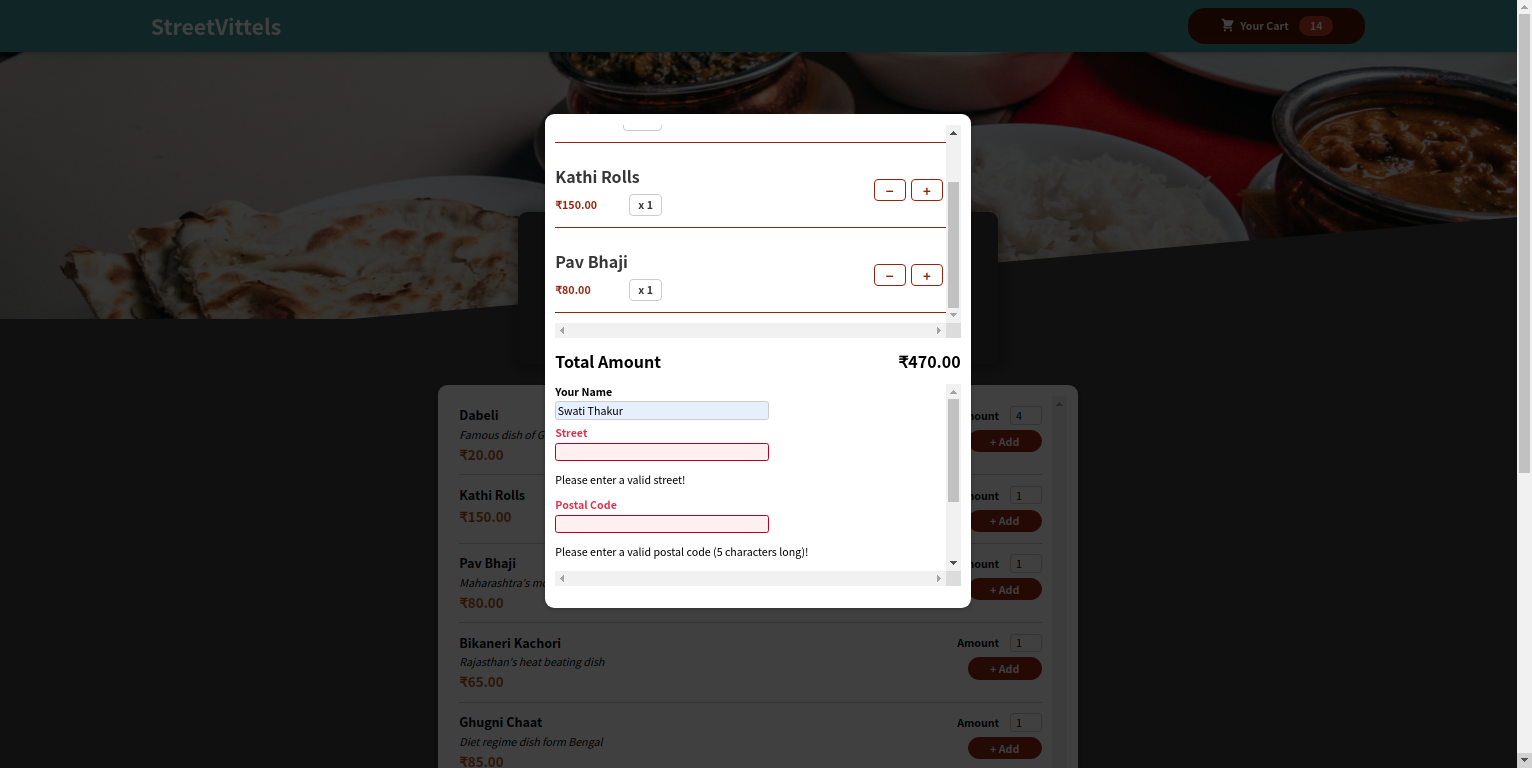 StreetVittels
Your Cart 14
Kathi Rolls
₹150.00 x 1 − +
Pav Bhaji
₹80.00 x 1 − +
Total Amount ₹470.00
Your Name
Swati Thakur
Street
Please enter a valid street!
Postal Code
Please enter a valid postal code (5 characters long)!
Dabeli
Famous dish of G
₹20.00
mount 4
+ Add
Kathi Rolls
₹150.00
mount 1
+ Add
Pav Bhaji
Maharashtra's m
₹80.00
mount 1
+ Add
Bikaneri Kachori
Rajasthan's heat beating dish
₹65.00
Amount 1
+ Add
Ghugni Chaat
Diet regime dish form Bengal
₹85.00
Amount 1
+ Add